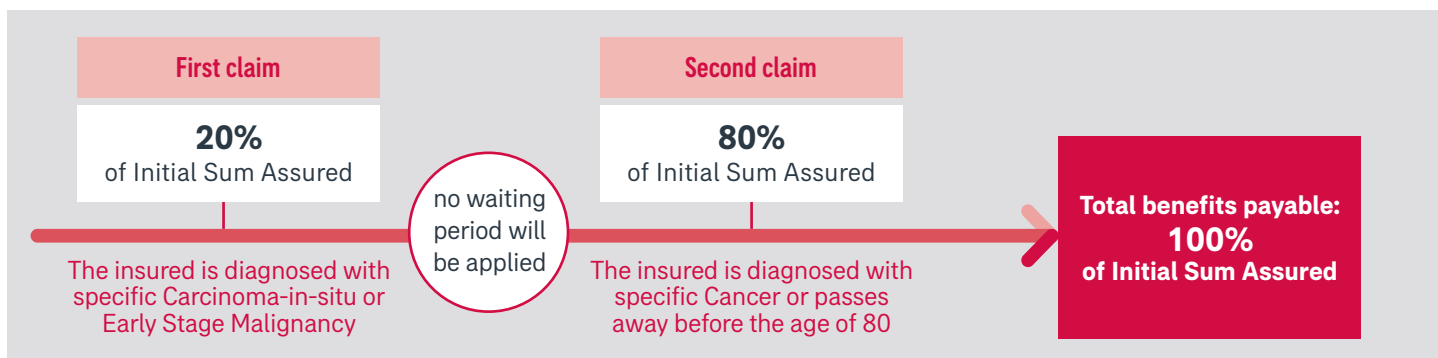 First claim
20%
of Initial Sum Assured
The insured is diagnosed with
specific Carcinoma-in-situ or
Early Stage Malignancy
no waiting
period will
be applied
Second claim
80%
of Initial Sum Assured
The insured is diagnosed with
specific Cancer or passes
away before the age of 80
Total benefits payable:
100%
of Initial Sum Assured